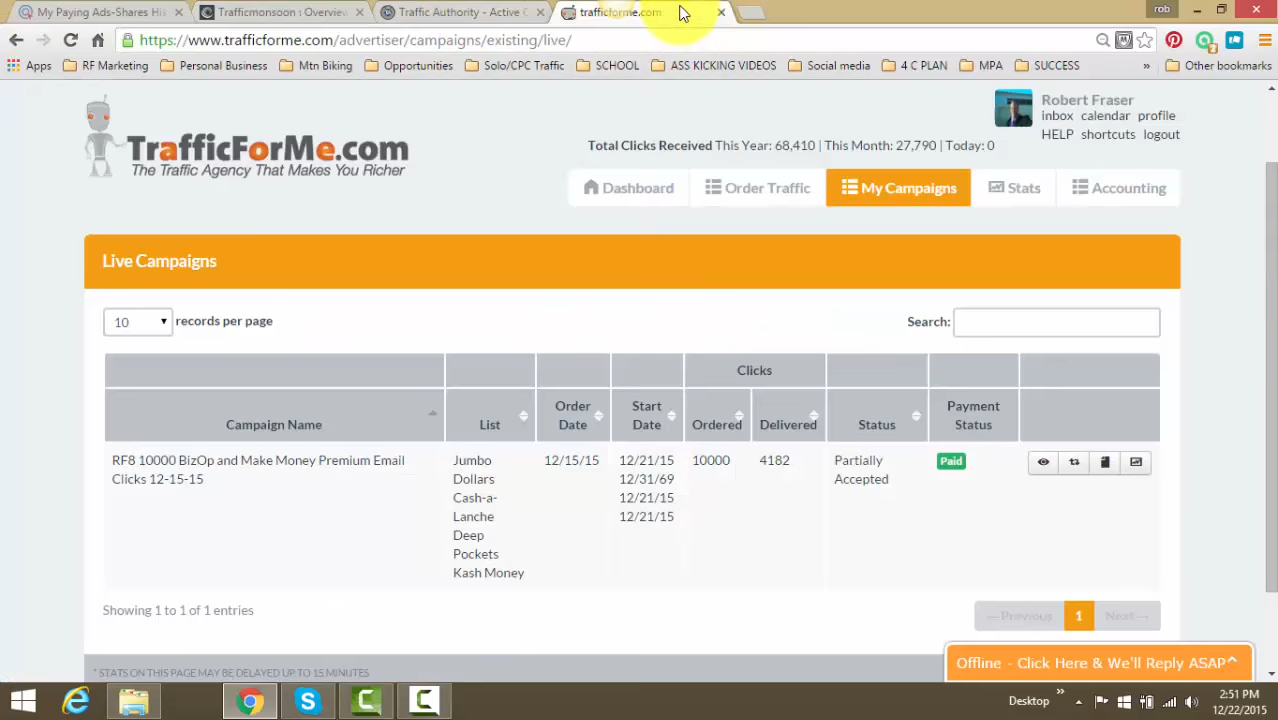 My Paying Ads-Shares His
Trafficmonsoon : Overview
Traffic Authority - Active C
trafficforme.com
rob
https://www.trafficforme.com/advertiser/campaigns/existing/live/
Apps RF Marketing Personal Business Mtn Biking Opportunities Solo/CPC Traffic SCHOOL ASS KICKING VIDEOS Social media 4 C PLAN MPA SUCCESS » Other bookmarks
Robert Fraser
inbox calendar profile
HELP shortcuts logout
TrafficForMe.com
The Traffic Agency That Makes You Richer
Total Clicks Received This Year: 68,410 | This Month: 27,790 | Today: 0
Dashboard Order Traffic My Campaigns Stats Accounting
Live Campaigns
10 records per page
Search:
Clicks
Campaign Name List Order Date Start Date Ordered Delivered Status Payment Status
RF8 10000 BizOp and Make Money Premium Email
Clicks 12-15-15
Jumbo
Dollars
Cash-a-
Lanche
Deep
Pockets
Kash Money
12/15/15
12/21/15
12/31/69
12/21/15
12/21/15
10000
4182
Partially
Accepted
Paid
Showing 1 to 1 of 1 entries
← Previous 1 Next →
* STATS ON THIS PAGE MAY BE DELAYED UP TO 15 MINUTES
Offline - Click Here & We'll Reply ASAP^
Desktop »
2:51 PM
12/22/2015